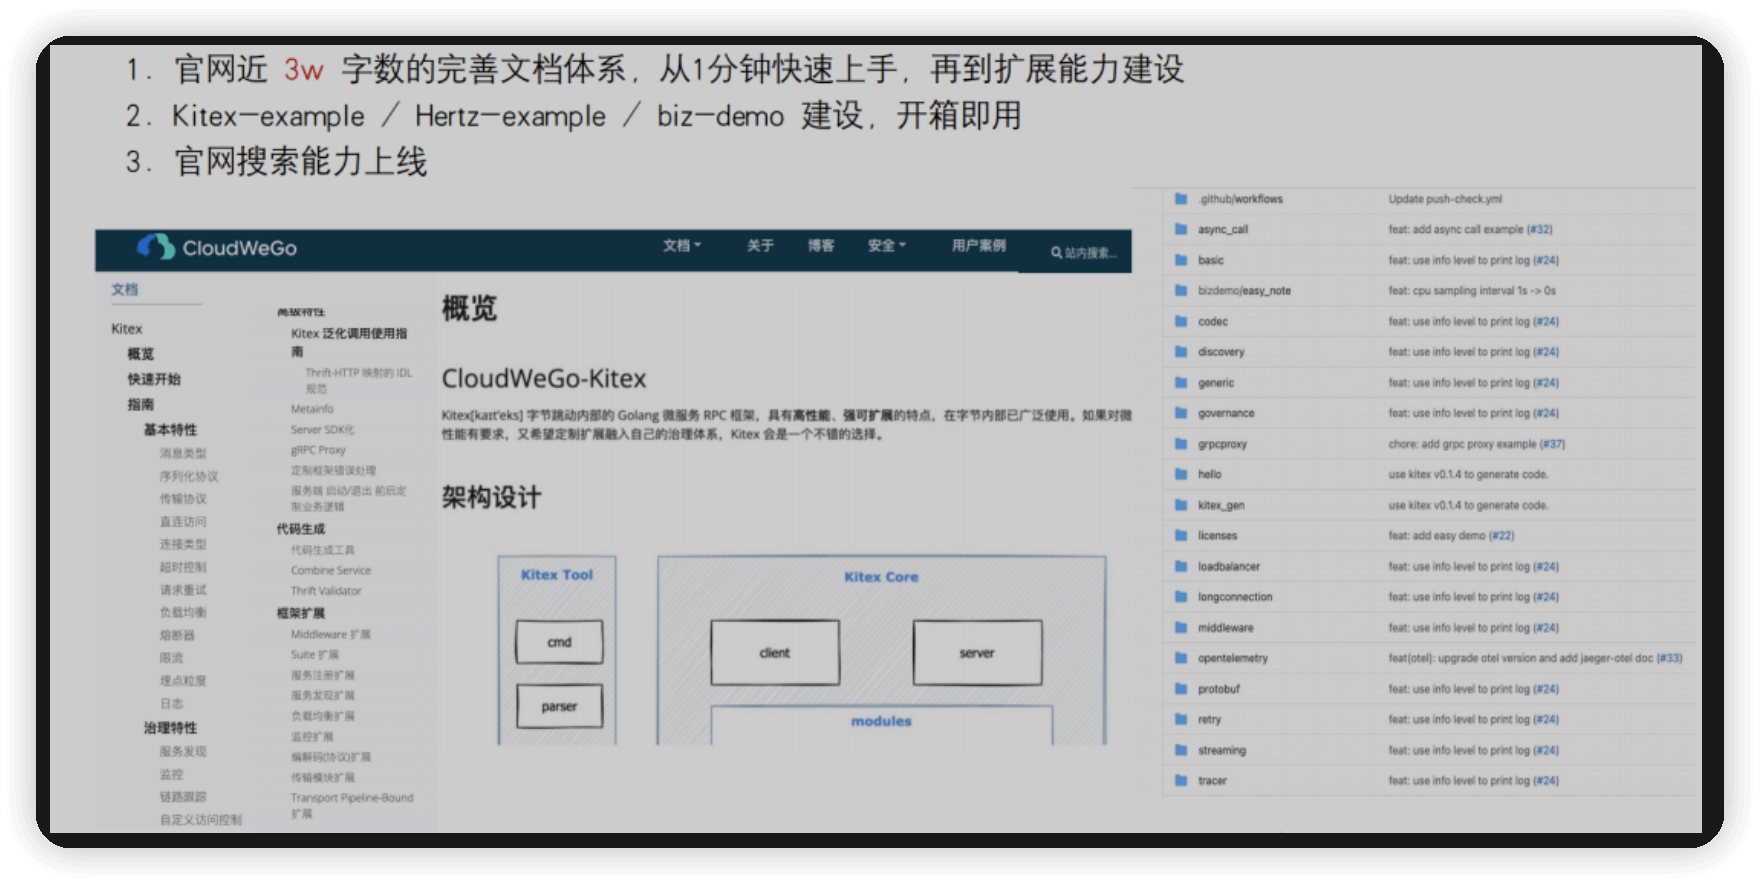 1. 官网近 3w 字数的完善文档体系，从1分钟快速上手，再到扩展能力建设
2. Kitex-example / Hertz-example / biz-demo 建设，开箱即用
3. 官网搜索能力上线
CloudWeGo
文档 关于 博客 安全 用户案例 站内搜索...
文档
Kitex
概览
快速开始
指南
基本特性
消息类型
序列化协议
传输协议
直连访问
连接类型
超时控制
请求重试
负载均衡
熔断器
限流
埋点粒度
日志
治理特性
服务发现
监控
链路跟踪
自定义访问控制
高级特性
Kitex 泛化调用使用指
南
Thrift-HTTP 映射的 IDL
规范
Metainfo
Server SDK化
gRPC Proxy
定制框架错误处理
服务端 启动/退出 前后定
制业务逻辑
代码生成
代码生成工具
Combine Service
Thrift Validator
框架扩展
Middleware 扩展
Suite 扩展
服务注册扩展
服务发现扩展
负载均衡扩展
监控扩展
编解码(协议)扩展
传输模块扩展
Transport Pipeline-Bound
扩展
概览
CloudWeGo-Kitex
Kitex[kaɪt'eks] 字节跳动内部的 Golang 微服务 RPC 框架，具有高性能、强可扩展的特点，在字节内部已广泛使用。如果对微
性能有要求，又希望定制扩展融入自己的治理体系，Kitex 会是一个不错的选择。
架构设计
Kitex Tool
cmd
parser
Kitex Core
client
server
modules
.github/workflows Update push-check.yml
async_call feat: add async call example (#32)
basic feat: use info level to print log (#24)
bizdemo/easy_note feat: cpu sampling interval 1s -> 0s
codec feat: use info level to print log (#24)
discovery feat: use info level to print log (#24)
generic feat: use info level to print log (#24)
governance feat: use info level to print log (#24)
grpcproxy chore: add grpc proxy example (#37)
hello use kitex v0.1.4 to generate code.
kitex_gen use kitex v0.1.4 to generate code.
licenses feat: add easy demo (#22)
loadbalancer feat: use info level to print log (#24)
longconnection feat: use info level to print log (#24)
middleware feat: use info level to print log (#24)
opentelemetry feat(otel): upgrade otel version and add jaeger-otel doc (#33)
protobuf feat: use info level to print log (#24)
retry feat: use info level to print log (#24)
streaming feat: use info level to print log (#24)
tracer feat: use info level to print log (#24)